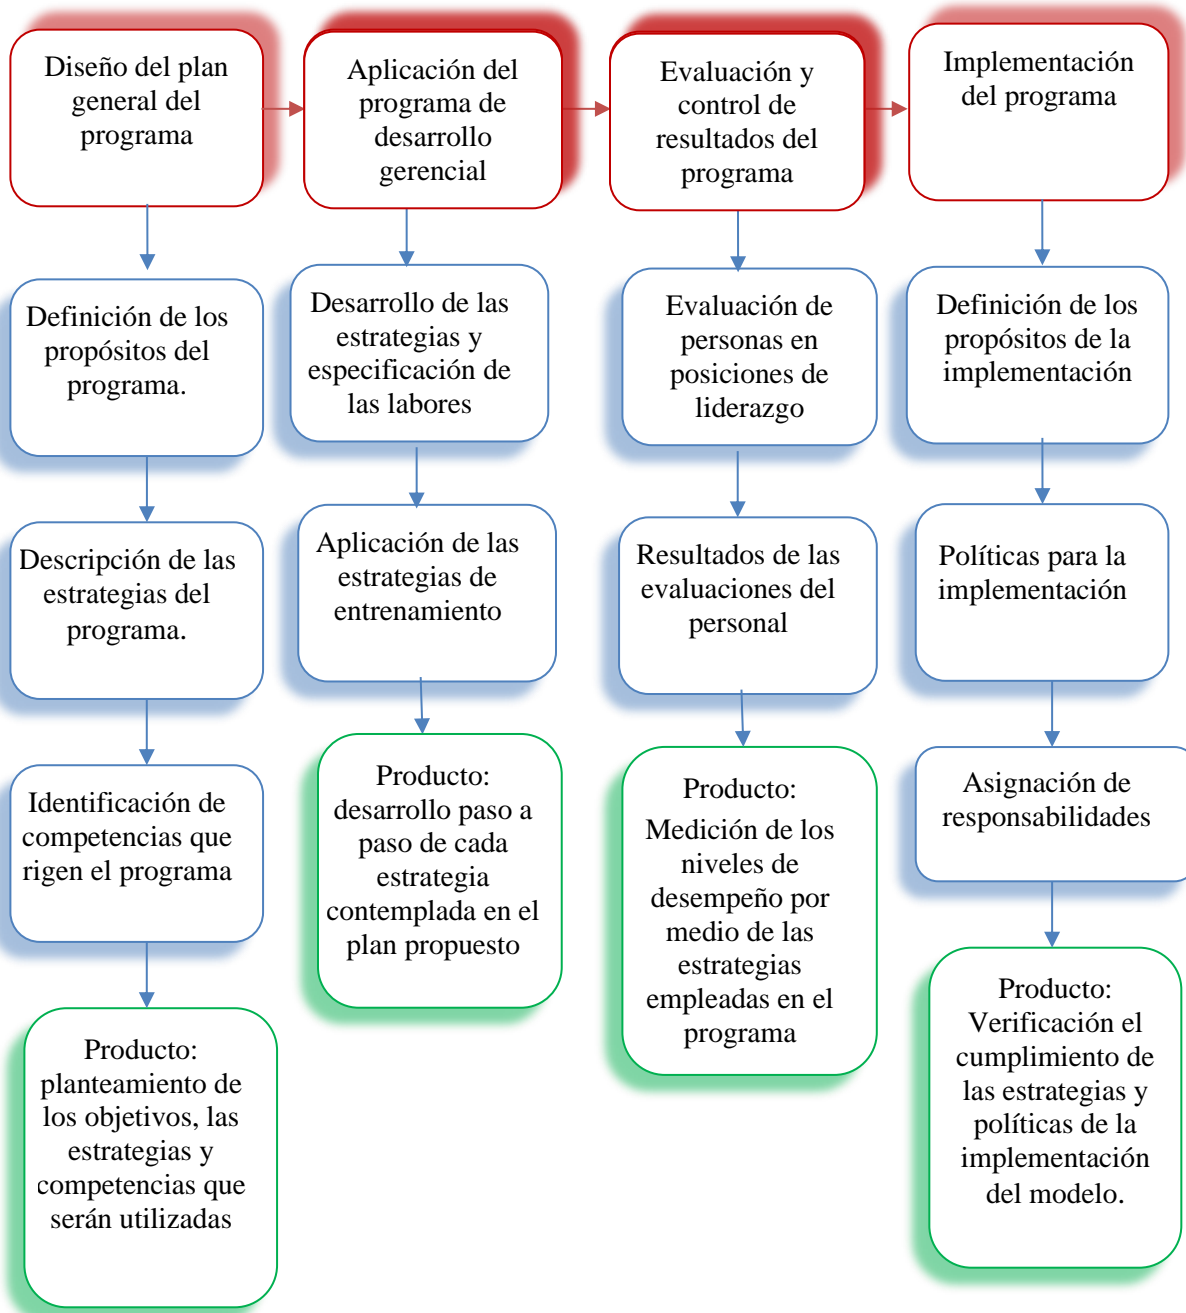 Diseño del plan
general del
programa
Aplicación del
programa de
desarrollo
gerencial
Evaluación y
control de
resultados del
programa
Implementación
del programa
Definición de los
propósitos del
programa.
Desarrollo de las
estrategias y
especificación de
las labores
Evaluación de
personas en
posiciones de
liderazgo
Definición de los
propósitos de la
implementación
Descripción de las
estrategias del
programa.
Aplicación de las
estrategias de
entrenamiento
Resultados de las
evaluaciones del
personal
Políticas para la
implementación
Identificación de
competencias que
rigen el programa
Producto:
desarrollo paso a
paso de cada
estrategia
contemplada en el
plan propuesto
Producto:
Medición de los
niveles de
desempeño por
medio de las
estrategias
empleadas en el
programa
Asignación de
responsabilidades
Producto:
planteamiento de
los objetivos, las
estrategias y
competencias que
serán utilizadas
Producto:
Verificación el
cumplimiento de
las estrategias y
políticas de la
implementación
del modelo.